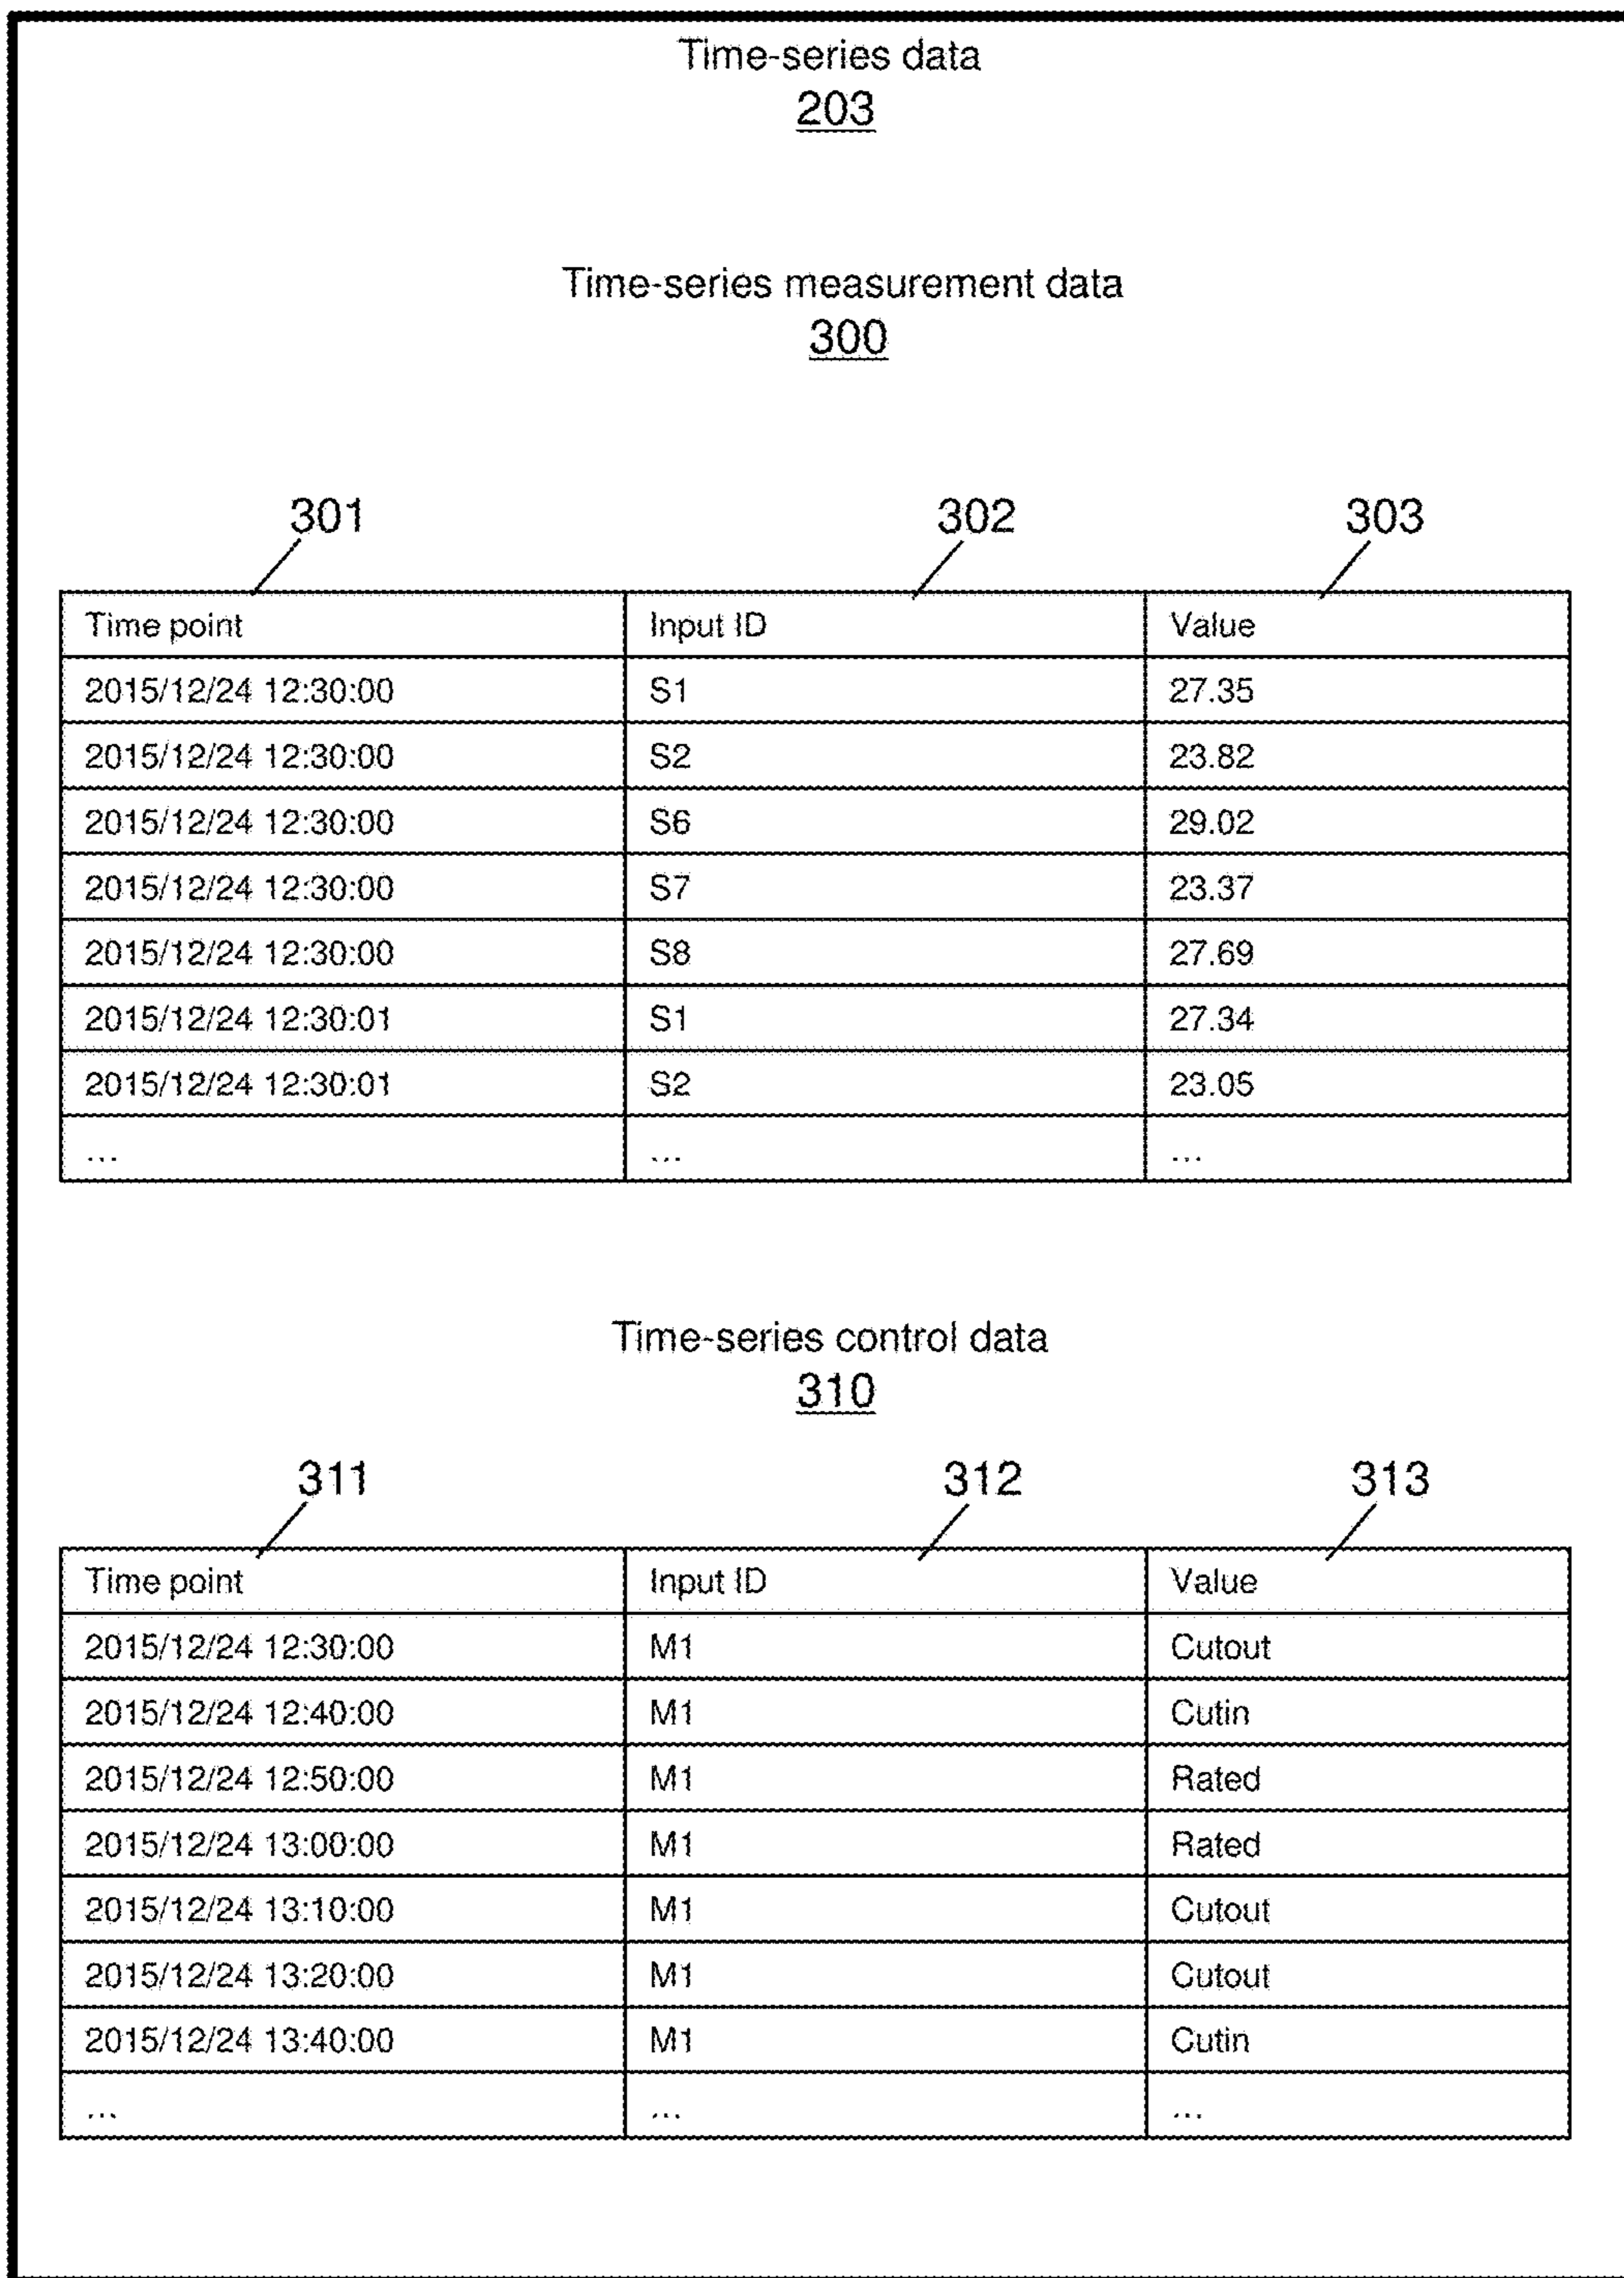 Time-series data
203
Time-series measurement data
300
301 302 303
Time point Input ID Value
2015/12/24 12:30:00 S1 27.35
2015/12/24 12:30:00 S2 23.82
2015/12/24 12:30:00 S6 29.02
2015/12/24 12:30:00 S7 23.37
2015/12/24 12:30:00 S8 27.69
2015/12/24 12:30:01 S1 27.34
2015/12/24 12:30:01 S2 23.05
... ... ...
Time-series control data
310
311 312 313
Time point Input ID Value
2015/12/24 12:30:00 M1 Cutout
2015/12/24 12:40:00 M1 Cutin
2015/12/24 12:50:00 M1 Rated
2015/12/24 13:00:00 M1 Rated
2015/12/24 13:10:00 M1 Cutout
2015/12/24 13:20:00 M1 Cutout
2015/12/24 13:40:00 M1 Cutin
... ... ...